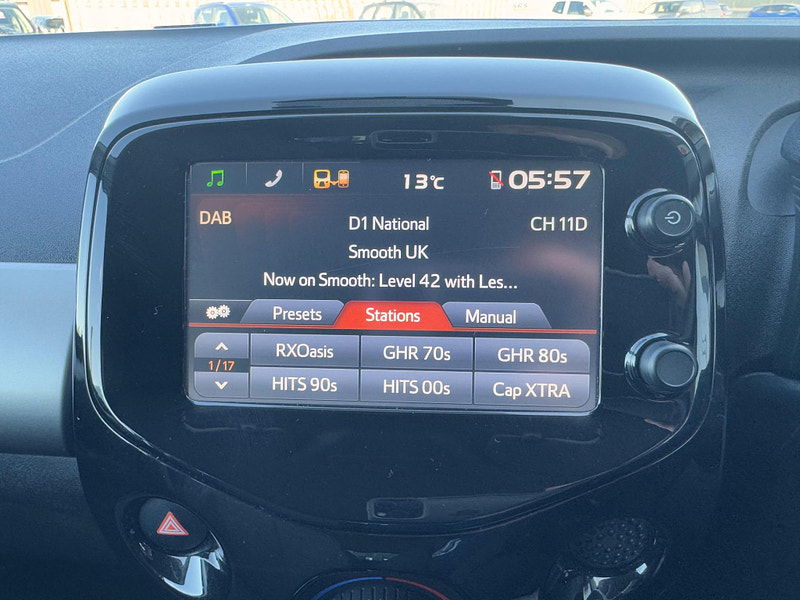 13°C 05:57
DAB D1 National CH 11D
Smooth UK
Now on Smooth: Level 42 with Les...
Presets Stations Manual
RXOasis GHR 70s GHR 80s
1/17
HITS 90s HITS 00s Cap XTRA